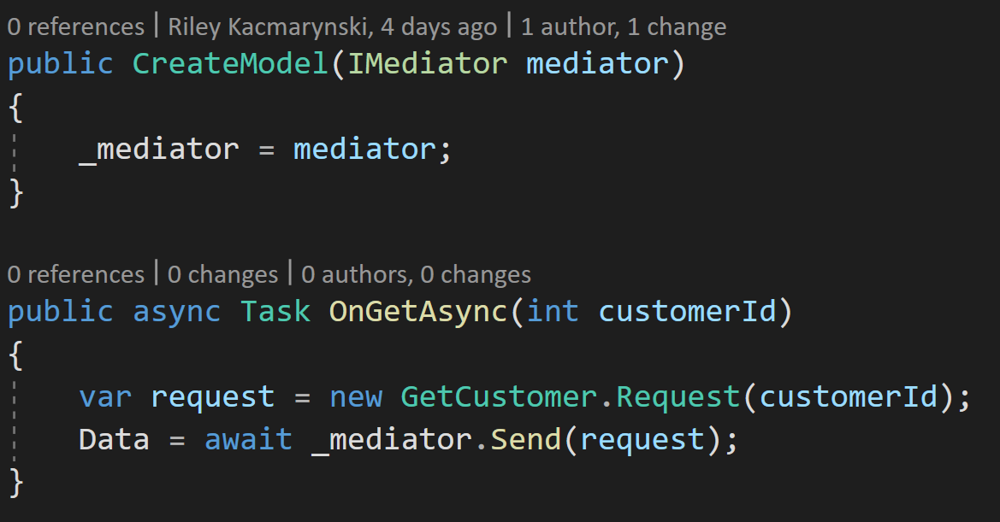 0 references | Riley Kacmarynski, 4 days ago | 1 author, 1 change
public CreateModel(IMediator mediator)
{
    _mediator = mediator;
}
0 references | 0 changes | 0 authors, 0 changes
public async Task OnGetAsync(int customerId)
{
    var request = new GetCustomer.Request(customerId);
    Data = await _mediator.Send(request);
}